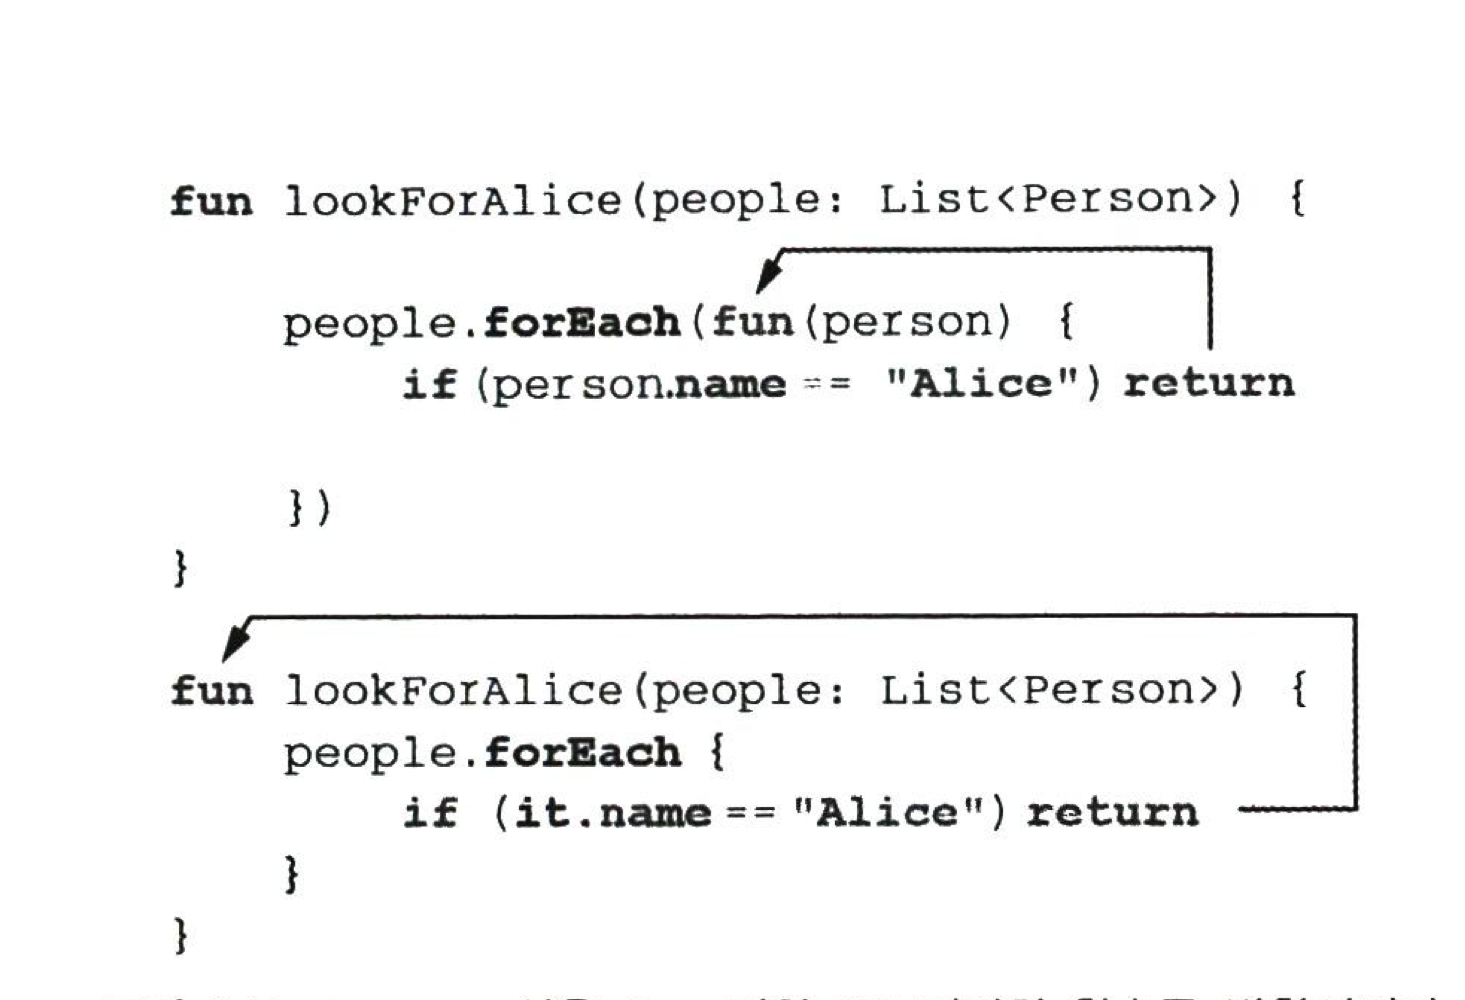 fun lookForAlice(people: List<Person>) {
people.forEach(fun(person) {
if (person.name == "Alice") return
})
}
fun lookForAlice(people: List<Person>) {
people.forEach {
if (it.name == "Alice") return
}
}